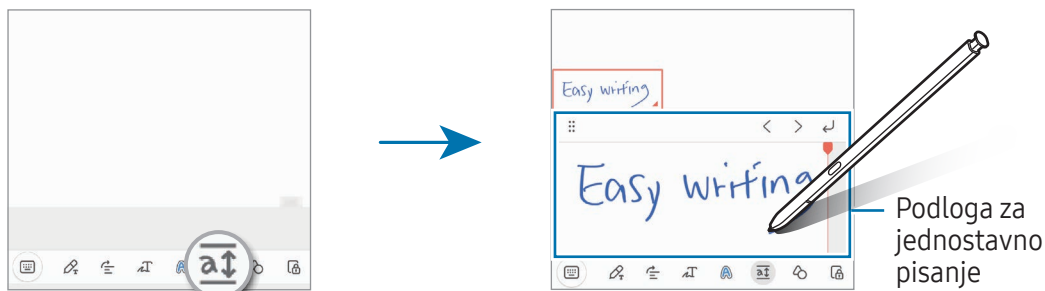 Easy writing
Easy writing
Podloga za
jednostavno
pisanje